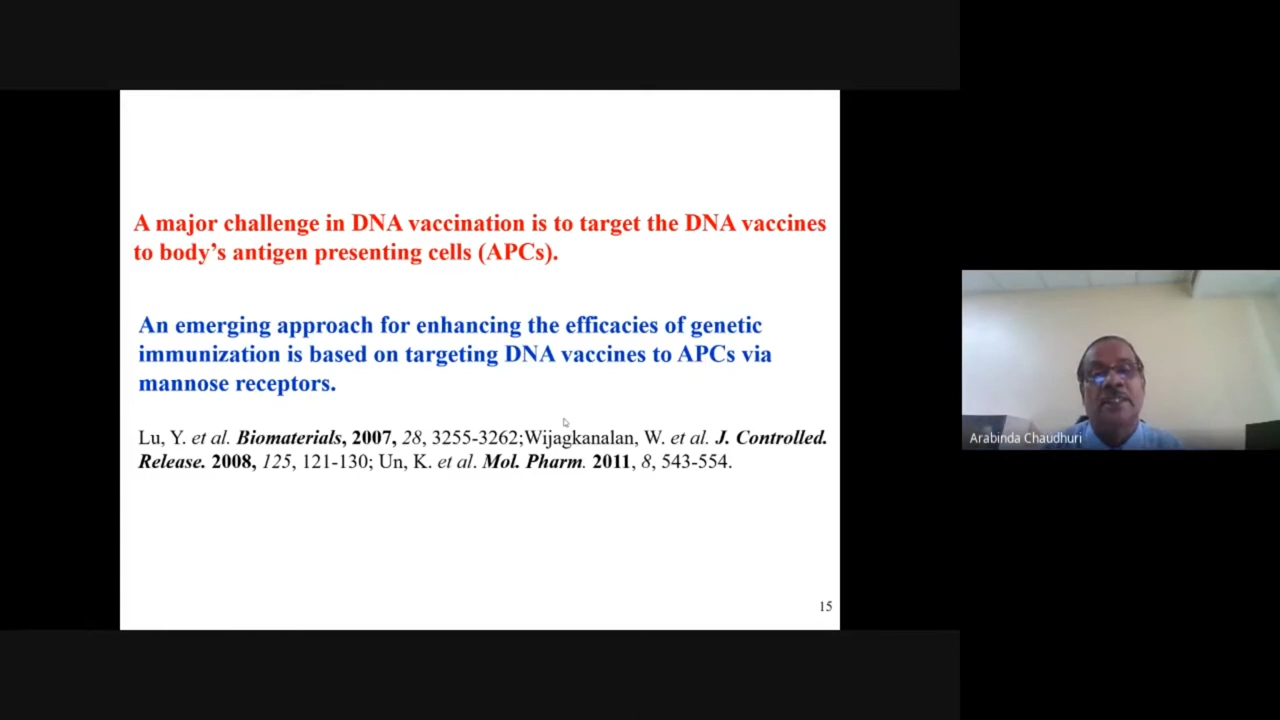 A major challenge in DNA vaccination is to target the DNA vaccines
to body’s antigen presenting cells (APCs).
An emerging approach for enhancing the efficacies of genetic
immunization is based on targeting DNA vaccines to APCs via
mannose receptors.
Lu, Y. et al. Biomaterials, 2007, 28, 3255-3262;Wijagkanalan, W. et al. J. Controlled.
Release. 2008, 125, 121-130; Un, K. et al. Mol. Pharm. 2011, 8, 543-554.
15
Arabinda Chaudhuri